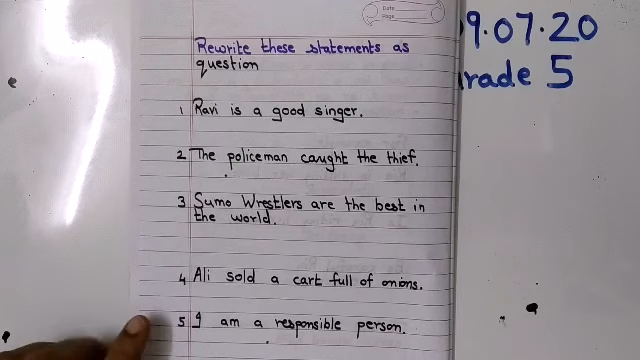 Date
Page
09.07.20
Grade 5
Rewrite these statements as
question
1 Ravi is a good singer.
2 The policeman caught the thief.
3 Sumo Wrestlers are the best in
the world.
4 Ali sold a cart full of onions.
5 I am a responsible person.